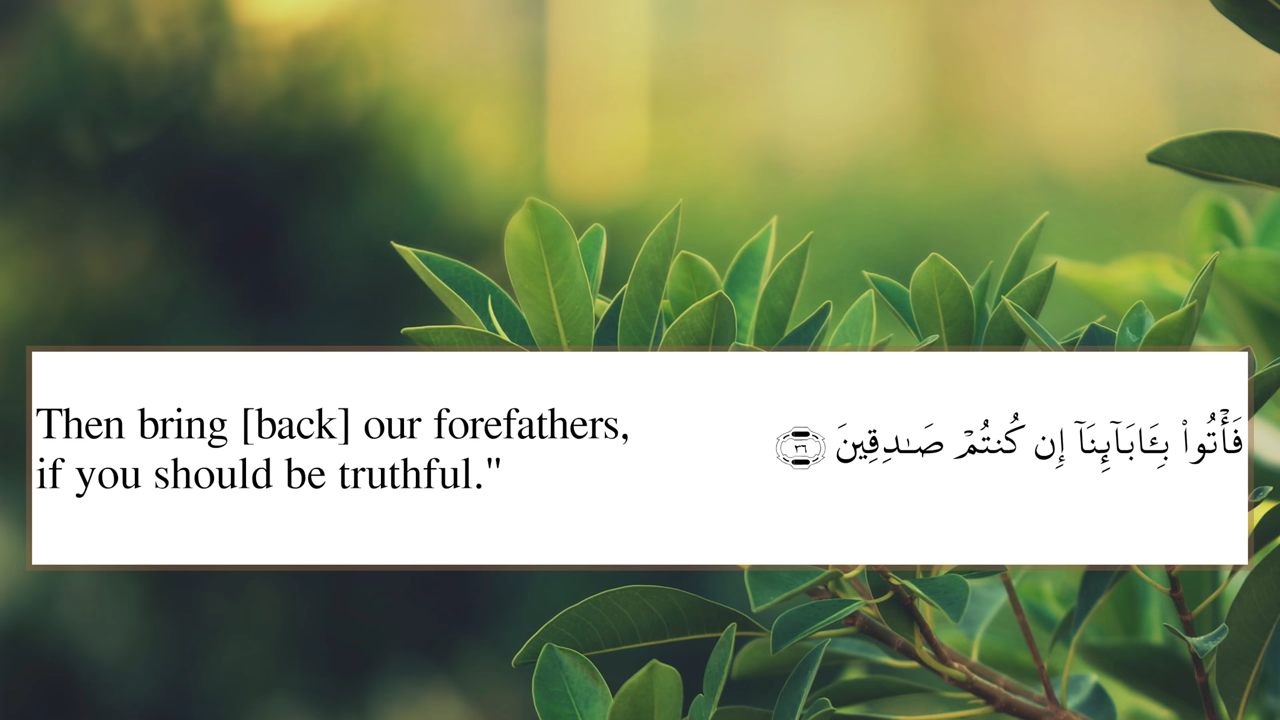 Then bring [back] our forefathers,
if you should be truthful."
فَأْتُوا۟ بِـَٔابَآئِنَآ إِن كُنتُمْ صَـٰدِقِينَ ٣٦